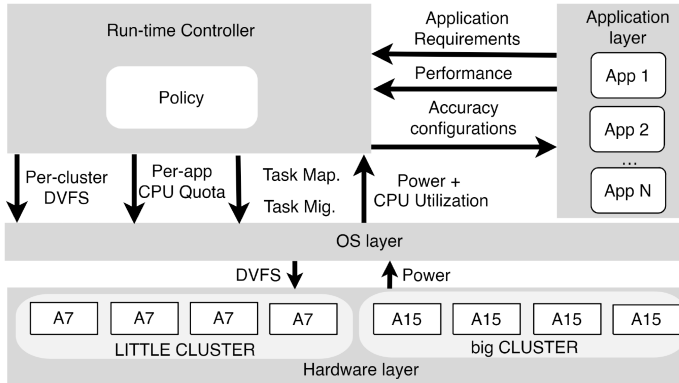 Run-time Controller
Policy
Application
Requirements
Performance
Accuracy
configurations
Application
layer
App 1
App 2
...
App N
Per-cluster
DVFS
Per-app
CPU Quota
Task Map.
Task Mig.
Power +
CPU Utilization
OS layer
DVFS
Power
A7
A7
A7
A7
A15
A15
A15
A15
LITTLE CLUSTER
big CLUSTER
Hardware layer